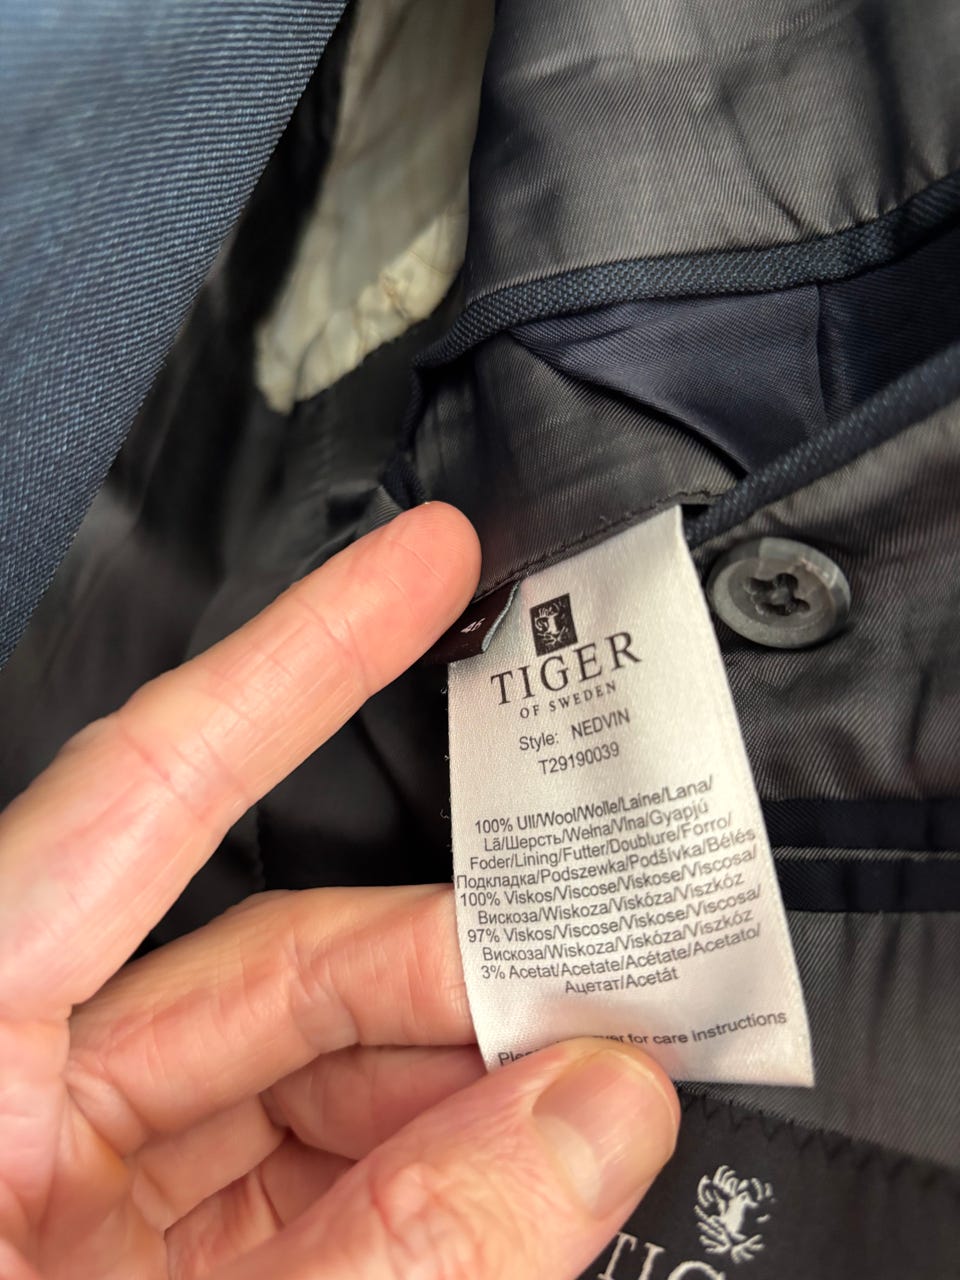 46
TIGER
OF SWEDEN
Style: NEDVIN
T29190039
100% Ull/Wool/Wolle/Laine/Lana/
Lã/Шерсть/Wełna/Vlna/Gyapjú
Foder/Lining/Futter/Doublure/Forro/
Подкладка/Podszewka/Podšívka/Bélés
100% Viskos/Viscose/Viskose/Viscosa/
Вискоза/Wiskoza/Viskóza/Viszkóz
97% Viskos/Viscose/Viskose/Viscosa/
Вискоза/Wiskoza/Viskóza/Viszkóz
3% Acetat/Acetate/Acétate/Acetato/
Ацетат/Acetát
for care instructions